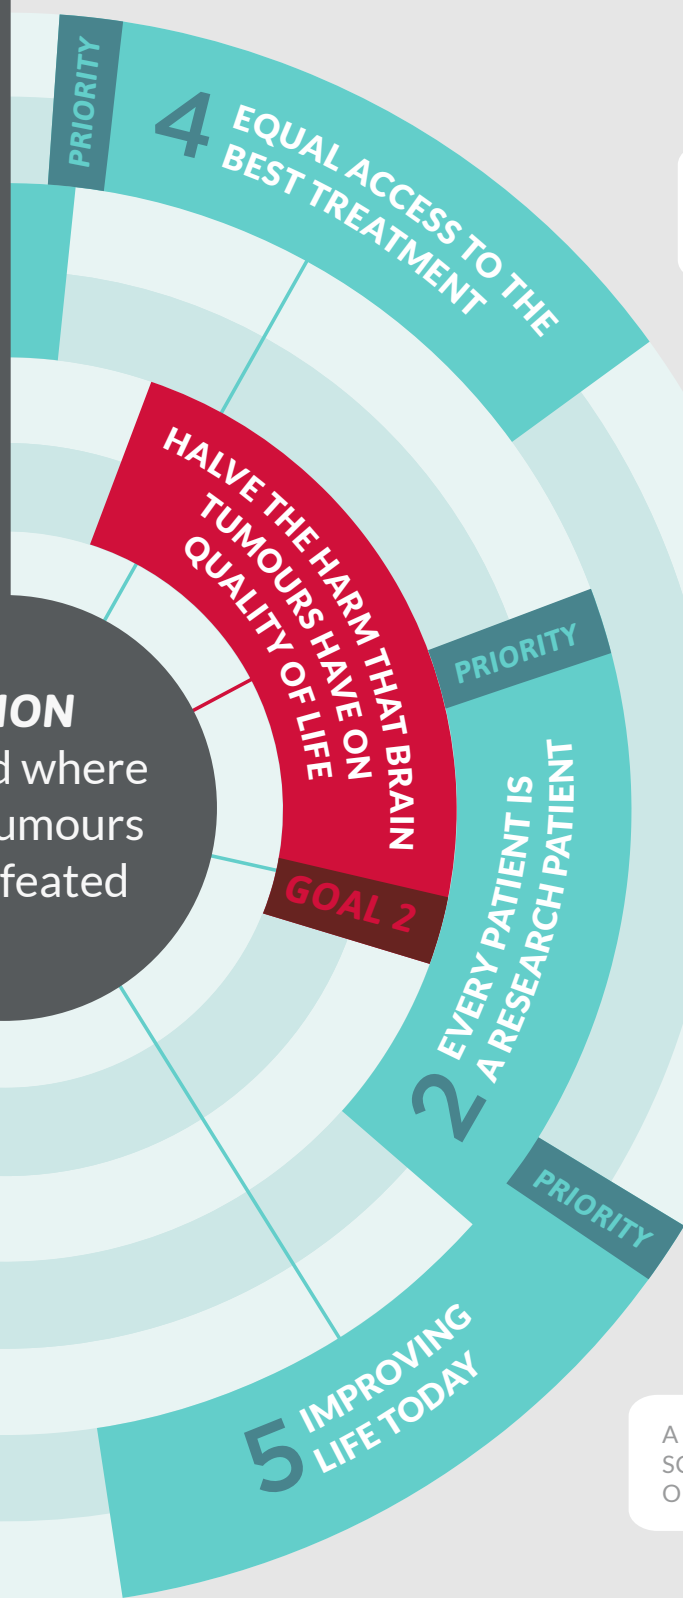 PRIORITY
4
EQUAL ACCESS TO THE
BEST TREATMENT
HALVE THE HARM THAT BRAIN
TUMOURS HAVE ON
QUALITY OF LIFE
GOAL 2
PRIORITY
2
EVERY PATIENT IS
A RESEARCH PATIENT
ION
d where
umours
feated
PRIORITY
5
IMPROVING
LIFE TODAY
A
SC
O